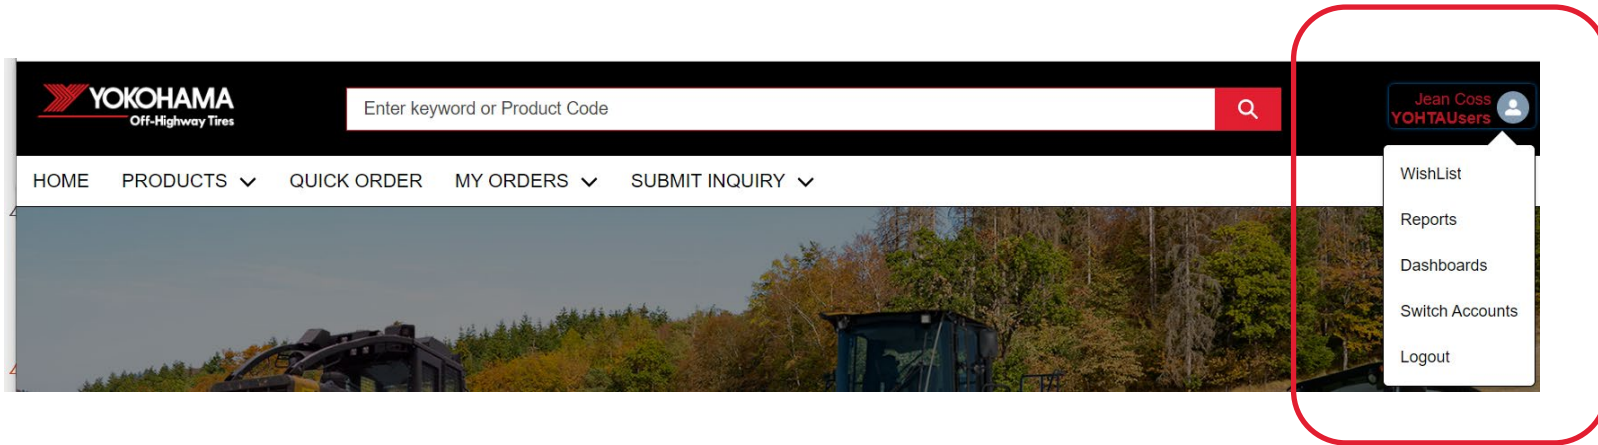 YOKOHAMA
Off-Highway Tires
Enter keyword or Product Code
Jean Coss
YOHTAUsers
HOME PRODUCTS QUICK ORDER MY ORDERS SUBMIT INQUIRY
WishList
Reports
Dashboards
Switch Accounts
Logout